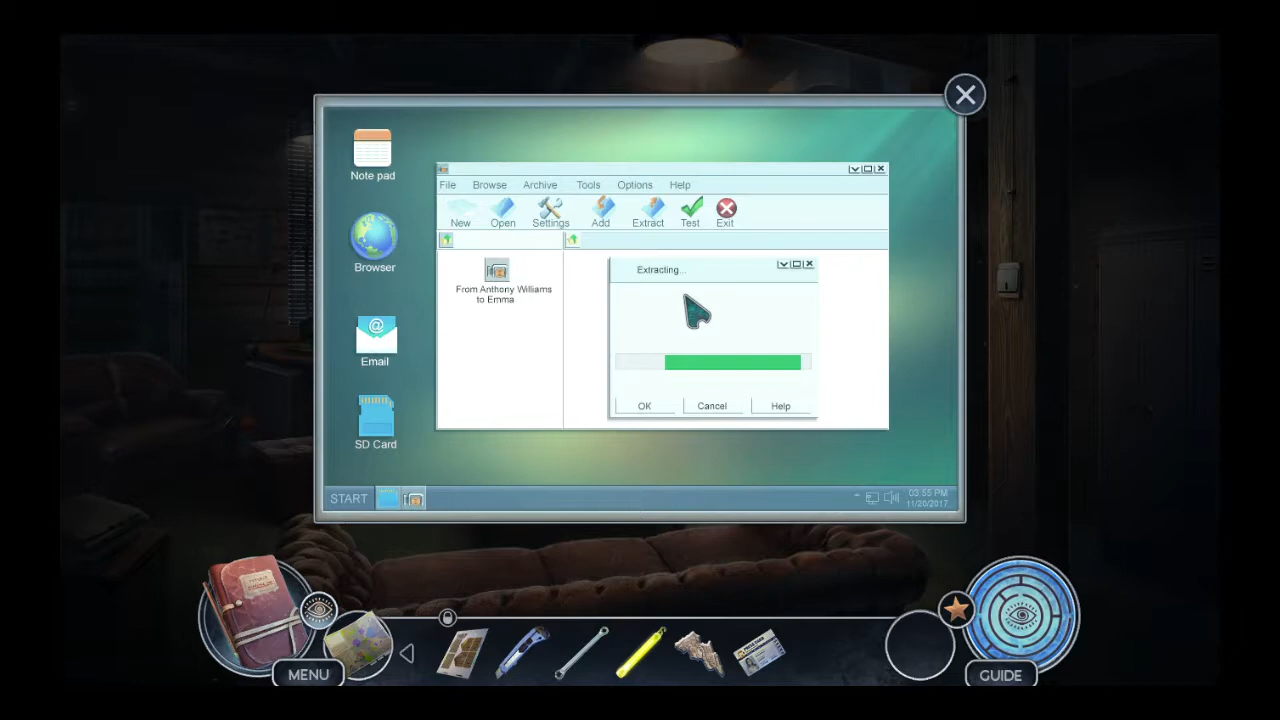 Note pad
Browser
Email
SD Card
File Browse Archive Tools Options Help
New Open Settings Add Extract Test Exit
From Anthony Williams
to Emma
Extracting...
OK Cancel Help
START
03:55 PM
11/20/2017
MENU
GUIDE